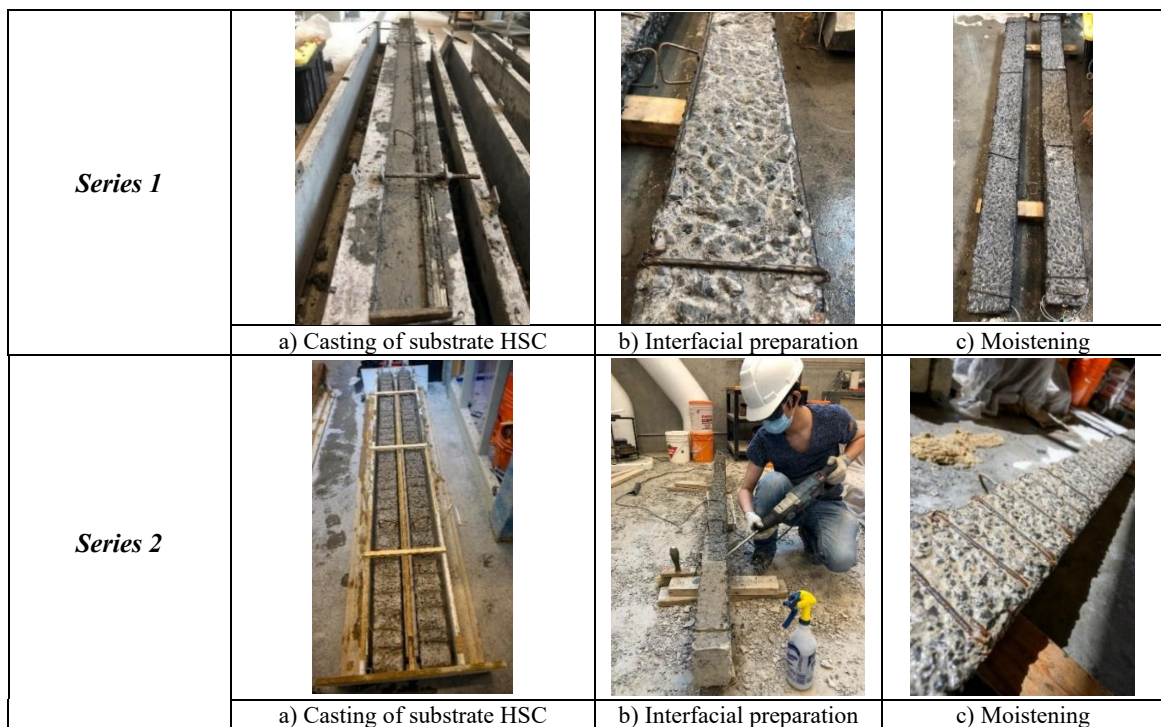 Series 1
a) Casting of substrate HSC
b) Interfacial preparation
c) Moistening
Series 2
a) Casting of substrate HSC
b) Interfacial preparation
c) Moistening